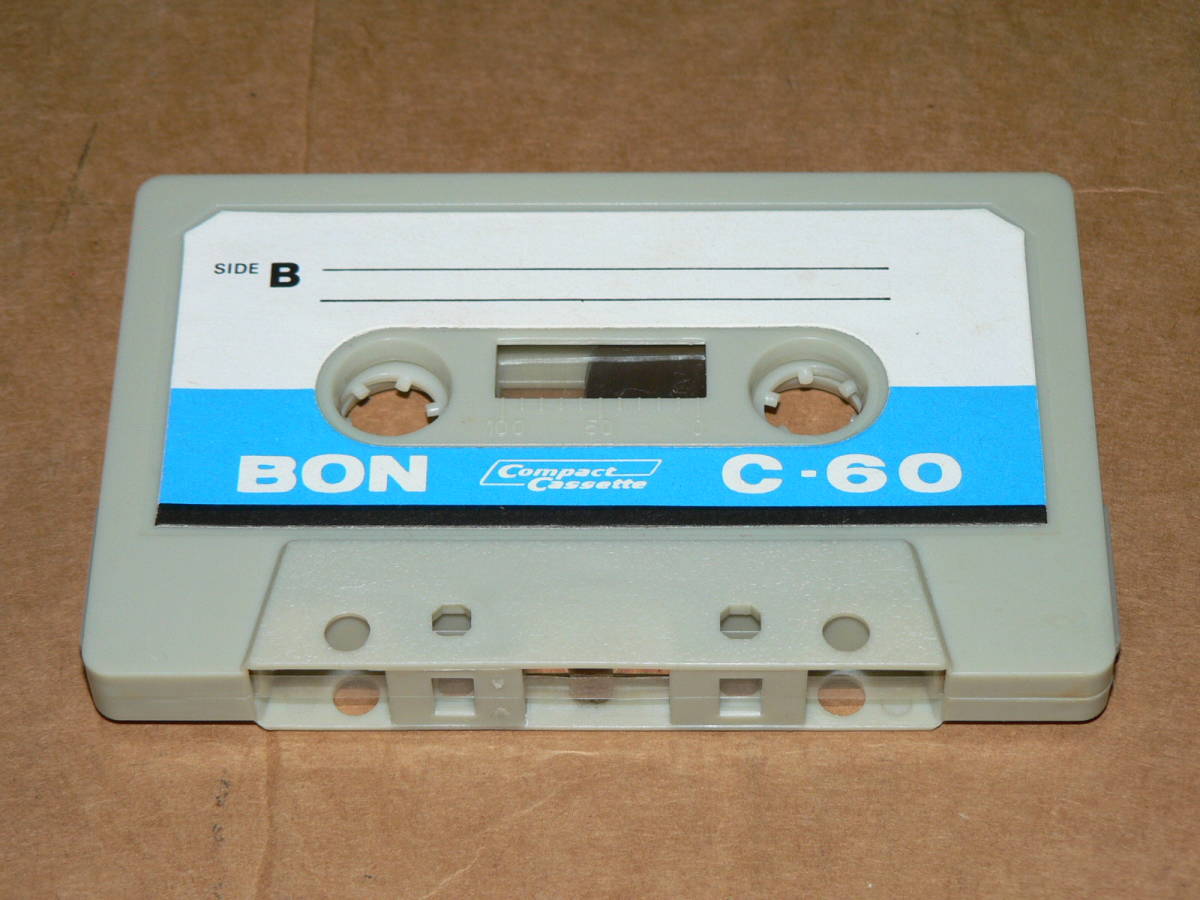 SIDE B
100 50 0
BON Compact Cassette C-60